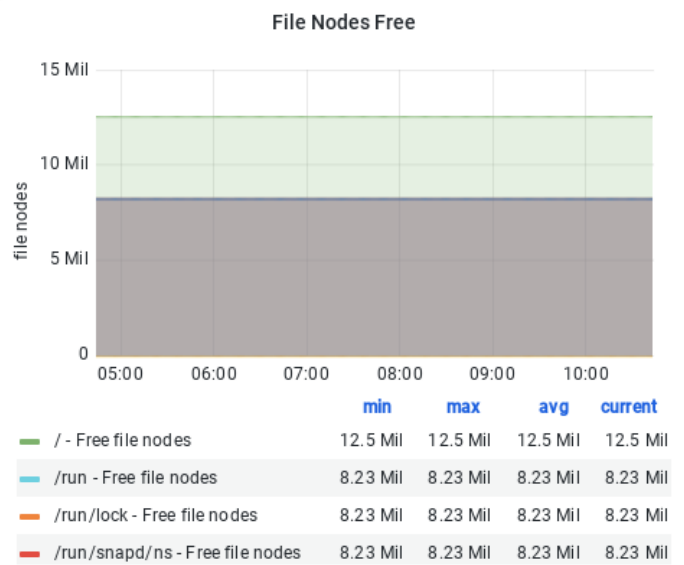 File Nodes Free
15 Mil
10 Mil
5 Mil
0
file nodes
05:00 06:00 07:00 08:00 09:00 10:00
min max avg current
/ - Free file nodes 12.5 Mil 12.5 Mil 12.5 Mil 12.5 Mil
/run - Free file nodes 8.23 Mil 8.23 Mil 8.23 Mil 8.23 Mil
/run/lock - Free file nodes 8.23 Mil 8.23 Mil 8.23 Mil 8.23 Mil
/run/snapd/ns - Free file nodes 8.23 Mil 8.23 Mil 8.23 Mil 8.23 Mil